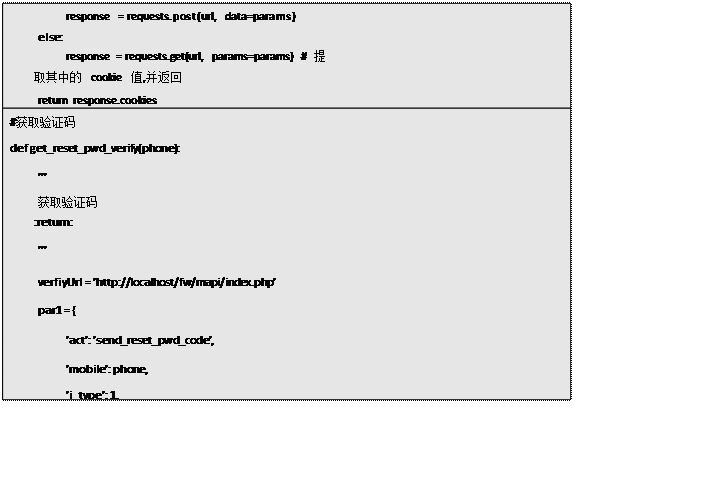 response = requests.post(url, data=params)
else:
response = requests.get(url, params=params) # 提
取其中的 cookie 值,并返回
return response.cookies
#获取验证码
def get_reset_pwd_verify(phone):
'''
获取验证码
:return:
'''
verfiyUrl = 'http://localhost/fw/mapi/index.php'
par1 = {
'act': 'send_reset_pwd_code',
'mobile': phone,
'i_type': 1,